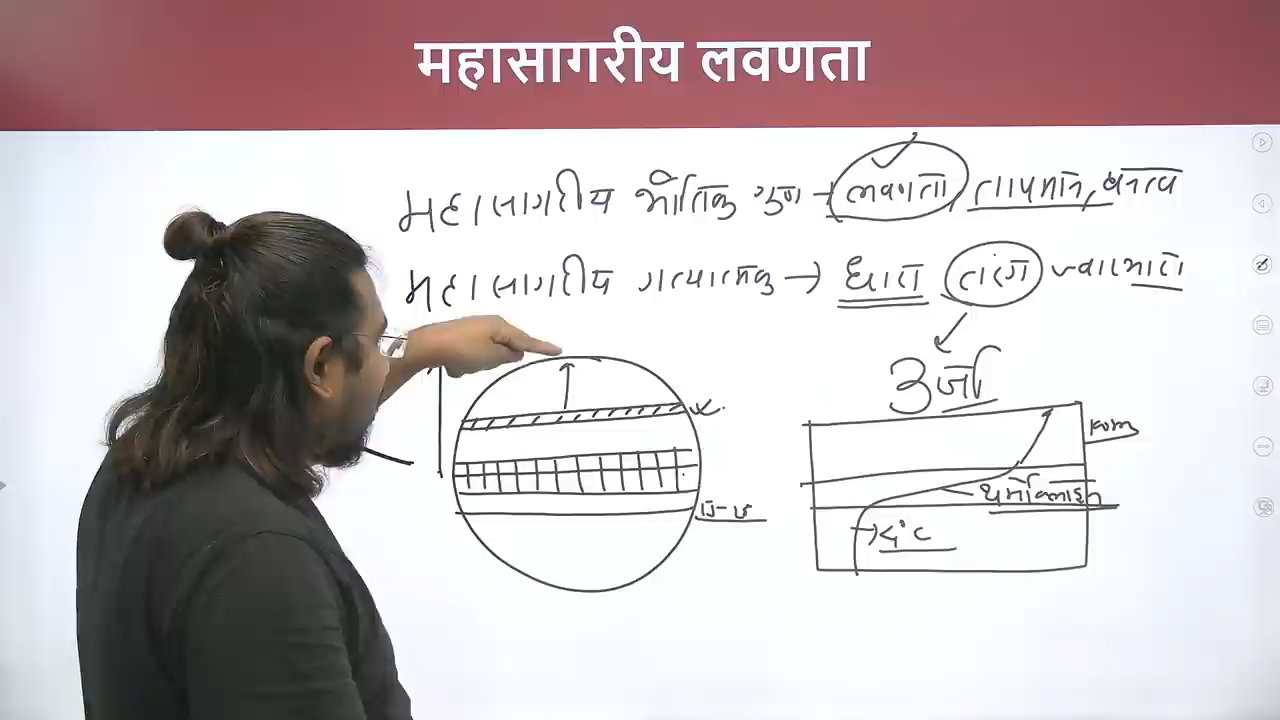 महासागरीय लवणता
महासागरीय भौतिक गुण → लवणता तापमान, घनत्व
महासागरीय गत्यात्मक → धारा तरंग ज्वारभाटा
ऊर्जा
थर्मोक्लाइन